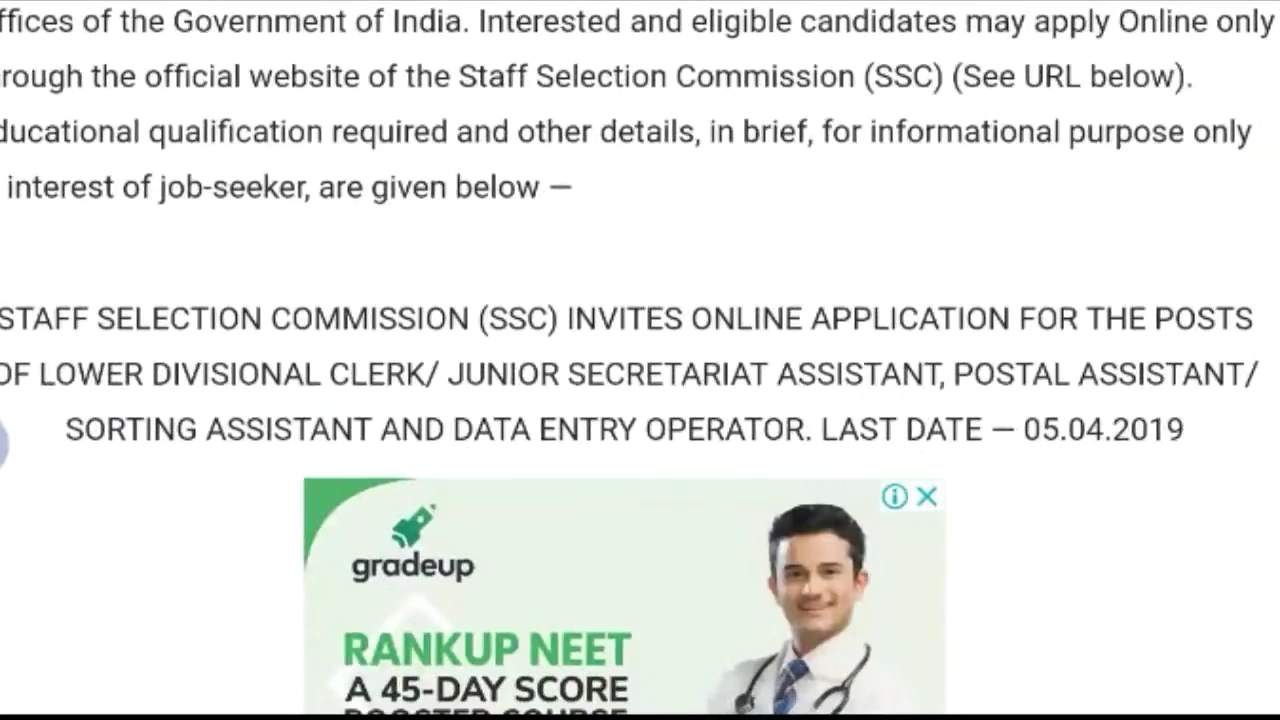 of the Government of India. Interested and eligible candidates may apply Online only
the official website of the Staff Selection Commission (SSC) (See URL below).
qualification required and other details, in brief, for informational purpose only
interest of job-seeker, are given below —
STAFF SELECTION COMMISSION (SSC) INVITES ONLINE APPLICATION FOR THE POSTS
OF LOWER DIVISIONAL CLERK/ JUNIOR SECRETARIAT ASSISTANT, POSTAL ASSISTANT/
SORTING ASSISTANT AND DATA ENTRY OPERATOR. LAST DATE — 05.04.2019
gradeup
RANKUP NEET
A 45-DAY SCORE